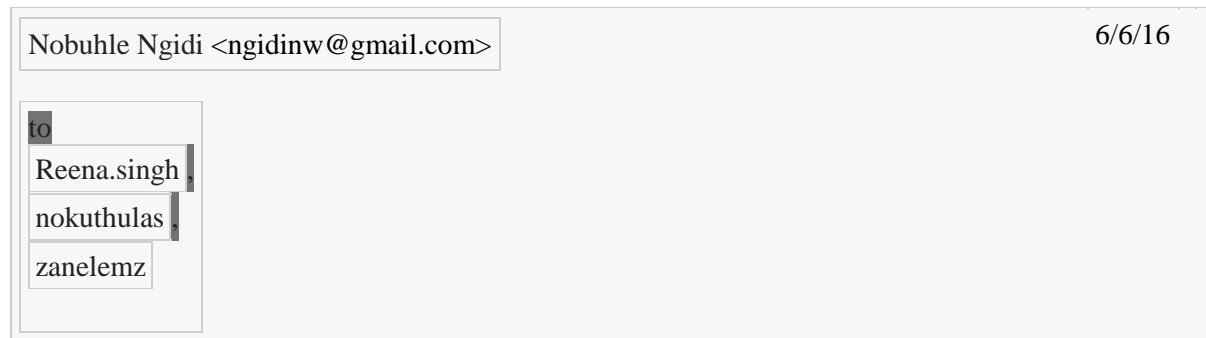 Nobuhle Ngidi <ngidinw@gmail.com> 6/6/16
to
Reena.singh ,
nokuthulas ,
zanelemz